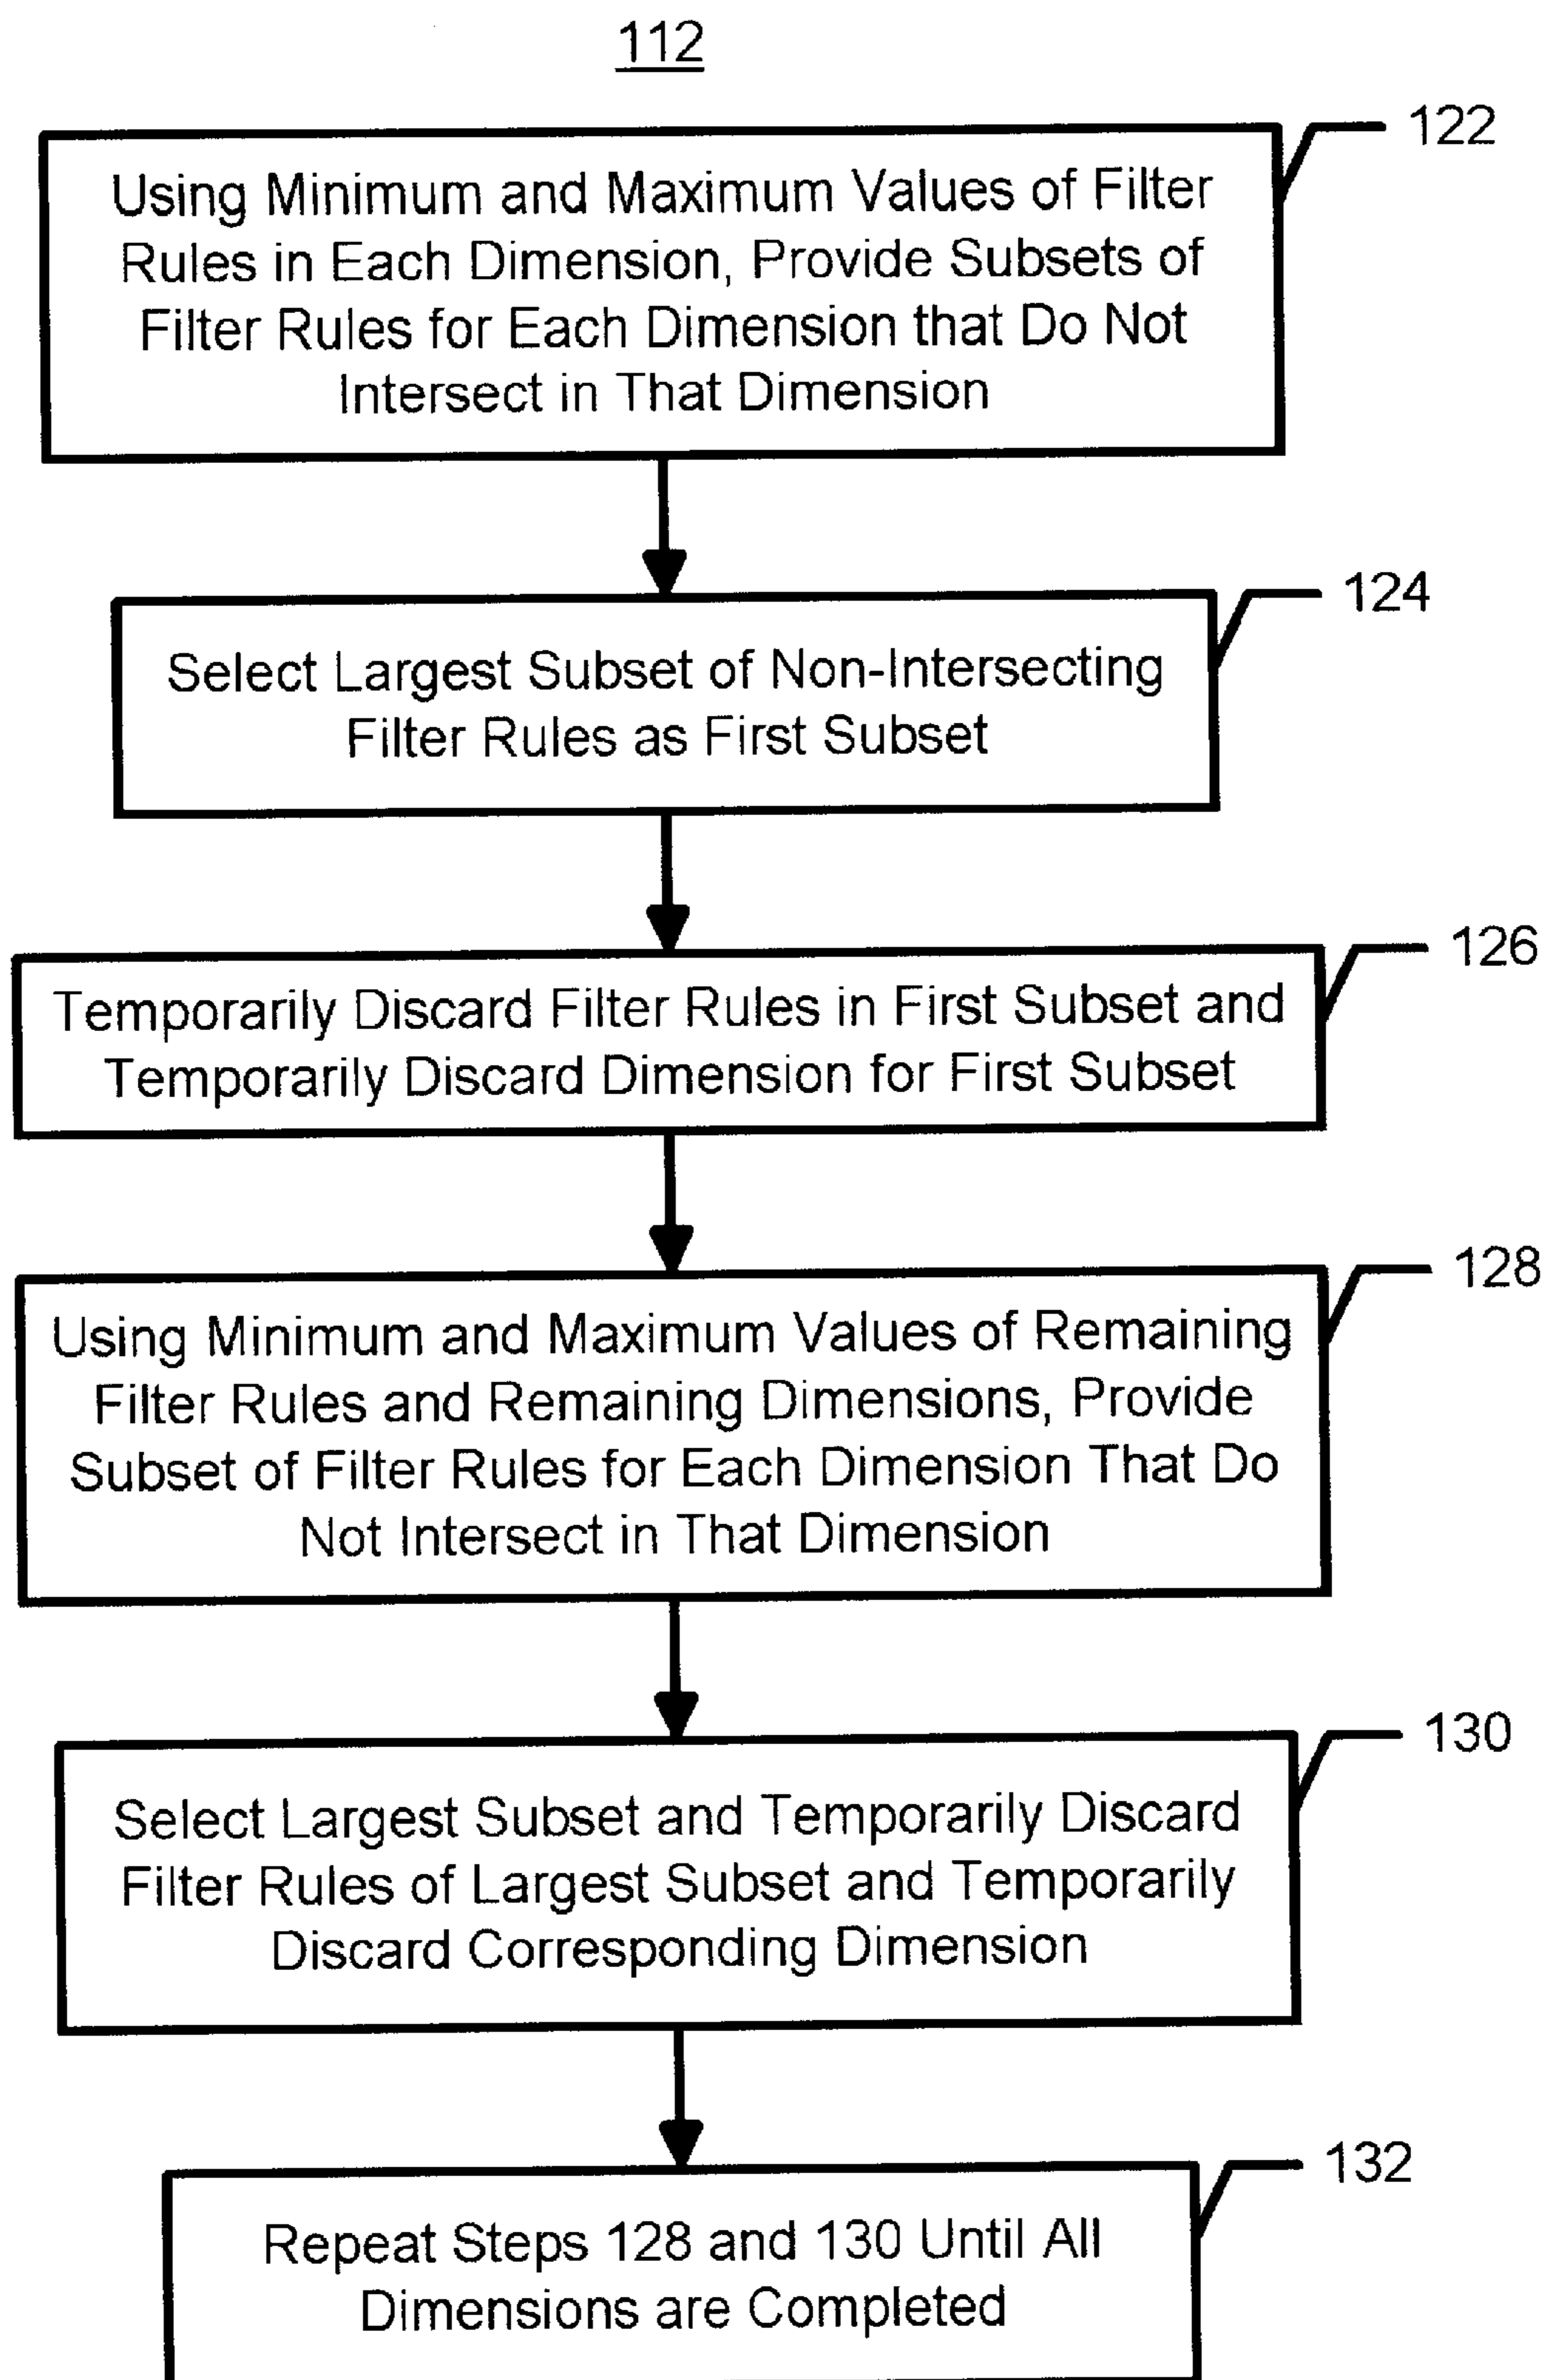 112
122
Using Minimum and Maximum Values of Filter
Rules in Each Dimension, Provide Subsets of
Filter Rules for Each Dimension that Do Not
Intersect in That Dimension
124
Select Largest Subset of Non-Intersecting
Filter Rules as First Subset
126
Temporarily Discard Filter Rules in First Subset and
Temporarily Discard Dimension for First Subset
128
Using Minimum and Maximum Values of Remaining
Filter Rules and Remaining Dimensions, Provide
Subset of Filter Rules for Each Dimension That Do
Not Intersect in That Dimension
130
Select Largest Subset and Temporarily Discard
Filter Rules of Largest Subset and Temporarily
Discard Corresponding Dimension
132
Repeat Steps 128 and 130 Until All
Dimensions are Completed